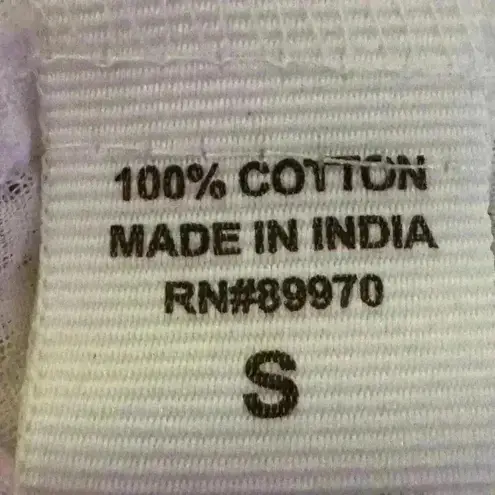 100% COTTON
MADE IN INDIA
RN#89970
S